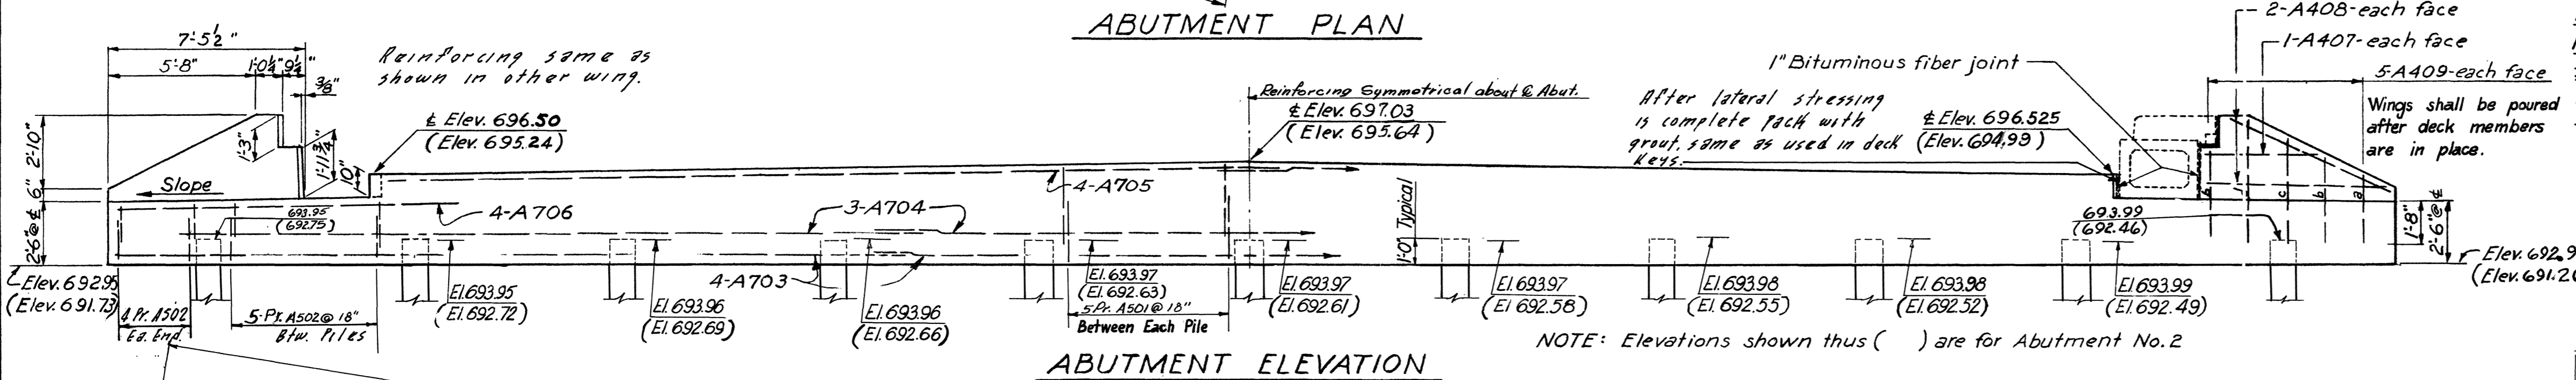 ABUTMENT PLAN
7'-5½"
5'-8"
1'-0¼"
9¼"
⅜"
Reinforcing same as
shown in other wing.
2'-10"
6"
2'-6"@ ℄
1'-3"
1'-11¾"
10"
Slope
℄ Elev. 696.50
(Elev. 695.24)
Reinforcing Symmetrical about ℄ Abut.
℄ Elev. 697.03
(Elev. 695.64)
After lateral stressing
is complete pack with
grout, same as used in deck
Keys.
1" Bituminous fiber joint
℄ Elev. 696.525
(Elev. 694.99)
2-A408-each face
1-A407-each face
5-A409-each face
Wings shall be poured
after deck members
are in place.
4-A705
4-A706
3-A704
4-A703
1'-0" Typical
c
b
a
1'-8"
2'-6"@ ℄
Elev. 692.95
(Elev. 691.73)
693.95
(692.75)
El. 693.95
(El. 692.72)
El. 693.96
(El. 692.69)
El. 693.96
(El. 692.66)
El. 693.97
(El. 692.63)
El. 693.97
(El. 692.61)
El. 693.97
(El. 692.58)
El. 693.98
(El. 692.55)
El. 693.98
(El. 692.52)
El. 693.99
(El. 692.49)
693.99
(692.46)
Elev. 692.9
(Elev. 691.2
4 Pr. A502
Ea. End.
5-Pr. A502@ 18"
Btw. Piles
5 Pr. A501@ 18"
Between Each Pile
NOTE: Elevations shown thus ( ) are for Abutment No. 2
ABUTMENT ELEVATION